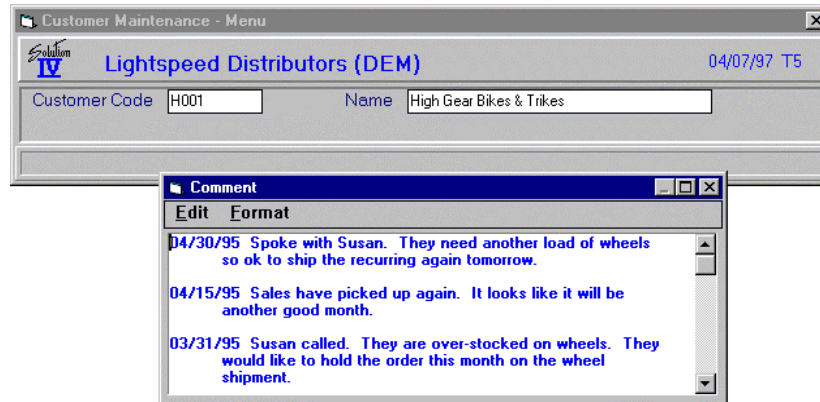 Customer Maintenance - Menu
Solution IV
Lightspeed Distributors (DEM)
04/07/97 T5
Customer Code H001 Name High Gear Bikes & Trikes
Comment
Edit Format
04/30/95 Spoke with Susan. They need another load of wheels
so ok to ship the recurring again tomorrow.
04/15/95 Sales have picked up again. It looks like it will be
another good month.
03/31/95 Susan called. They are over-stocked on wheels. They
would like to hold the order this month on the wheel
shipment.